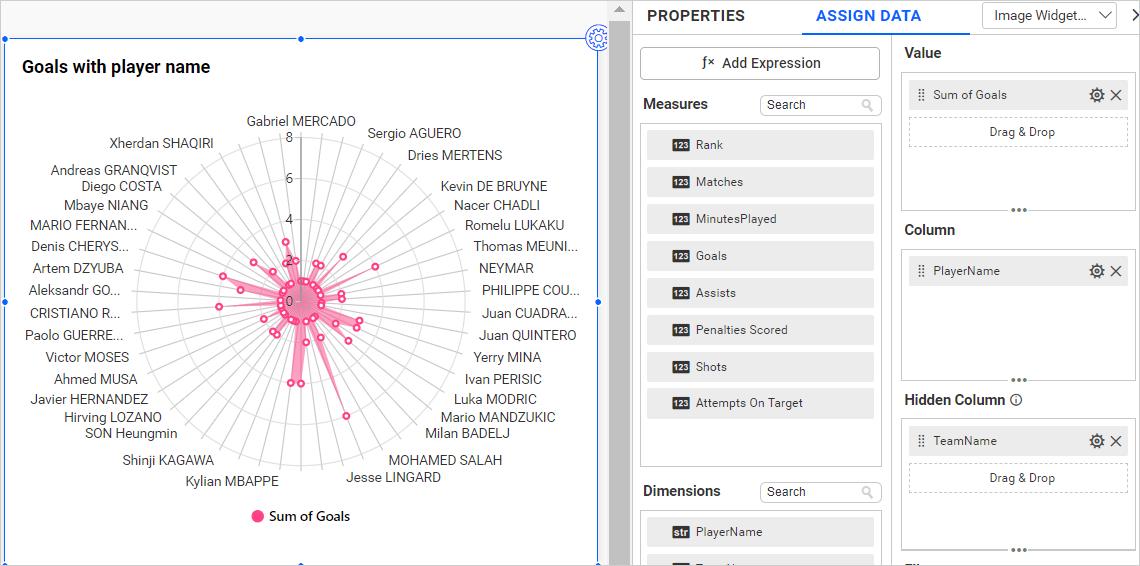 PROPERTIES
ASSIGN DATA
Image Widget...
Goals with player name
Gabriel MERCADO
Sergio AGUERO
Dries MERTENS
Kevin DE BRUYNE
Nacer CHADLI
Romelu LUKAKU
Thomas MEUNI...
NEYMAR
PHILIPPE COU...
Juan CUADRA...
Juan QUINTERO
Yerry MINA
Ivan PERISIC
Luka MODRIC
Mario MANDZUKIC
Milan BADELJ
MOHAMED SALAH
Jesse LINGARD
Kylian MBAPPE
Shinji KAGAWA
SON Heungmin
Hirving LOZANO
Javier HERNANDEZ
Ahmed MUSA
Victor MOSES
Paolo GUERRE...
CRISTIANO R...
Aleksandr GO...
Artem DZYUBA
Denis CHERYS...
MARIO FERNAN...
Mbaye NIANG
Diego COSTA
Andreas GRANQVIST
Xherdan SHAQIRI
8
6
4
2
0
Sum of Goals
fx Add Expression
Measures
Search
123 Rank
123 Matches
123 MinutesPlayed
123 Goals
123 Assists
123 Penalties Scored
123 Shots
123 Attempts On Target
Dimensions
Search
str PlayerName
Value
Sum of Goals
Drag & Drop
Column
PlayerName
Hidden Column
TeamName
Drag & Drop